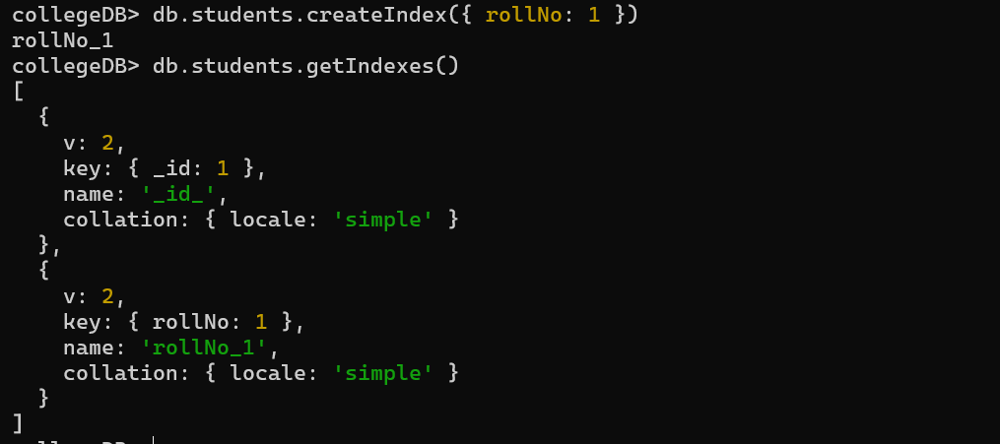 collegeDB> db.students.createIndex({ rollNo: 1 })
rollNo_1
collegeDB> db.students.getIndexes()
[
  {
    v: 2,
    key: { _id: 1 },
    name: '_id_',
    collation: { locale: 'simple' }
  },
  {
    v: 2,
    key: { rollNo: 1 },
    name: 'rollNo_1',
    collation: { locale: 'simple' }
  }
]